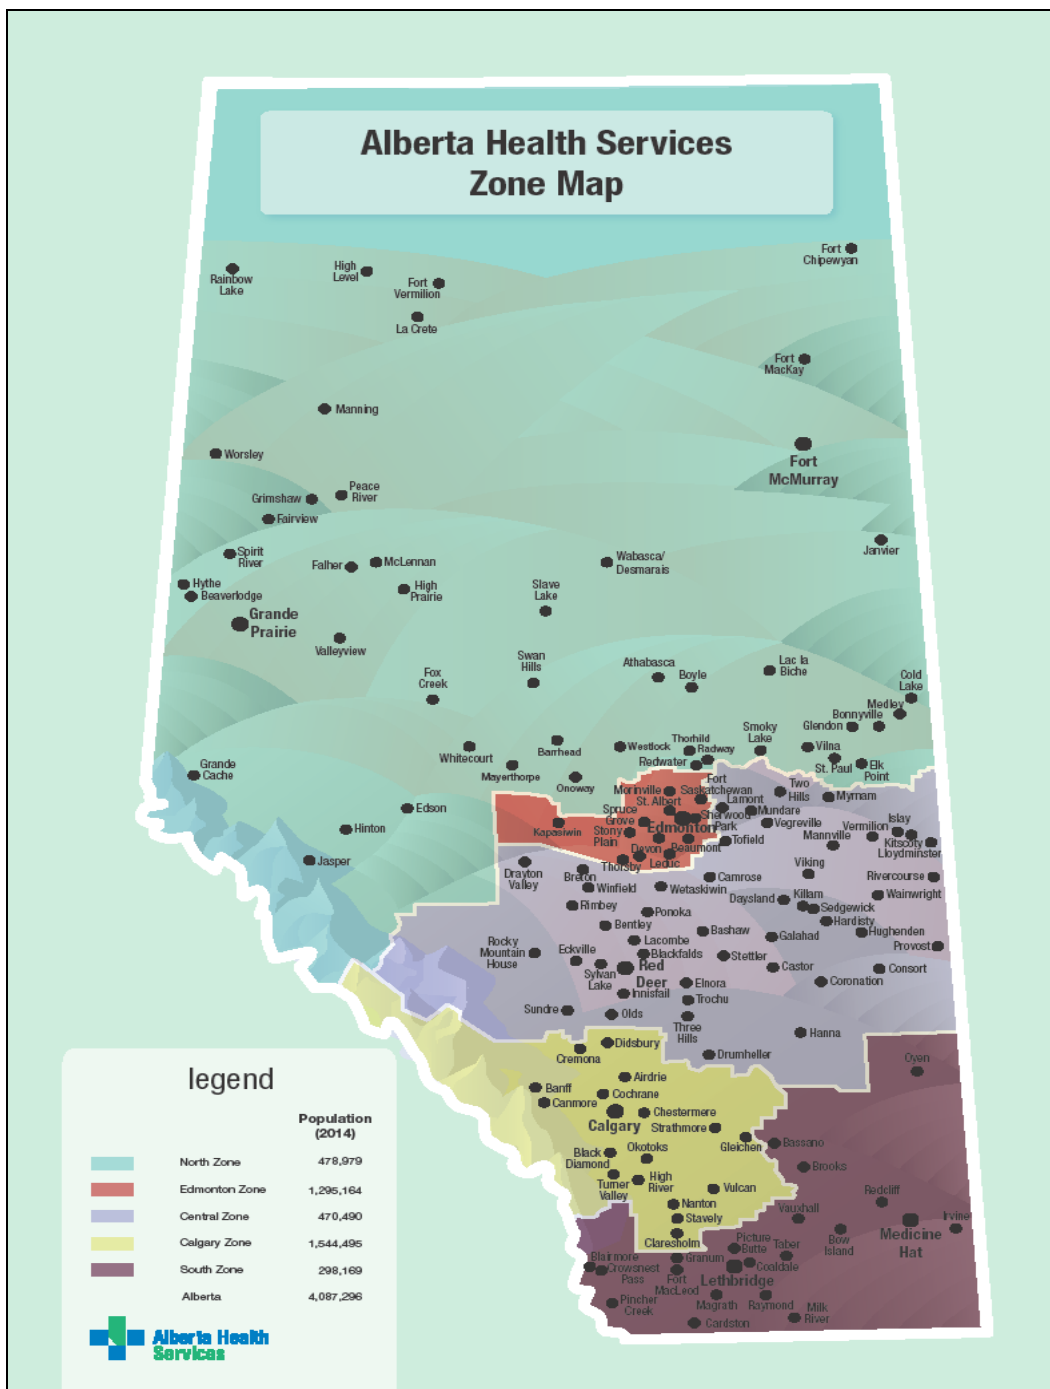 Alberta Health Services
Zone Map
Fort
Chipewyan
Rainbow
Lake
High
Level
Fort
Vermilion
La Crete
Fort
MacKay
Manning
Worsley
Fort
McMurray
Peace
River
Grimshaw
Fairview
Janvier
Spirit
River
Falher
McLennan
Wabasca/
Desmarais
Hythe
Beaverlodge
High
Prairie
Slave
Lake
Grande
Prairie
Valleyview
Swan
Hills
Athabasca
Boyle
Lac la
Biche
Cold
Lake
Fox
Creek
Medley
Bonnyville
Glendon
Smoky
Lake
Whitecourt
Barrhead
Westlock
Thorhild
Radway
Redwater
Vilna
St. Paul
Elk
Point
Grande
Cache
Mayerthorpe
Onoway
Morinville
Fort
Saskatchewan
Two
Hills
Myrnam
Edson
St. Albert
Lamont
Mundare
Hinton
Kapasiwin
Spruce
Grove
Stony
Plain
Edmonton
Sherwood
Park
Vegreville
Mannville
Vermilion
Islay
Kitscoty
Lloydminster
Tofield
Jasper
Devon
Beaumont
Leduc
Thorsby
Drayton
Valley
Breton
Winfield
Wetaskiwin
Camrose
Viking
Rivercourse
Daysland
Killam
Wainwright
Rimbey
Ponoka
Sedgewick
Hardisty
Bentley
Bashaw
Galahad
Hughenden
Provost
Rocky
Mountain
House
Eckville
Lacombe
Blackfalds
Stettler
Castor
Consort
Sylvan
Lake
Red
Deer
Elnora
Coronation
Innisfail
Trochu
Sundre
Olds
Three
Hills
Hanna
Didsbury
Cremona
Drumheller
Oyen
Airdrie
Banff
Cochrane
Canmore
Chestermere
Calgary
Strathmore
Gleichen
Bassano
Okotoks
Black
Diamond
Brooks
Turner
Valley
High
River
Vulcan
Redcliff
Nanton
Vauxhall
Irvine
Stavely
Bow
Island
Medicine
Hat
Claresholm
Picture
Butte
Taber
Blairmore
Crowsnest
Pass
Granum
Coaldale
Fort
MacLeod
Lethbridge
Pincher
Creek
Magrath
Raymond
Milk
River
Cardston
legend
Population
(2014)
North Zone 478,979
Edmonton Zone 1,295,164
Central Zone 470,490
Calgary Zone 1,544,495
South Zone 298,169
Alberta 4,087,296
Alberta Health
Services